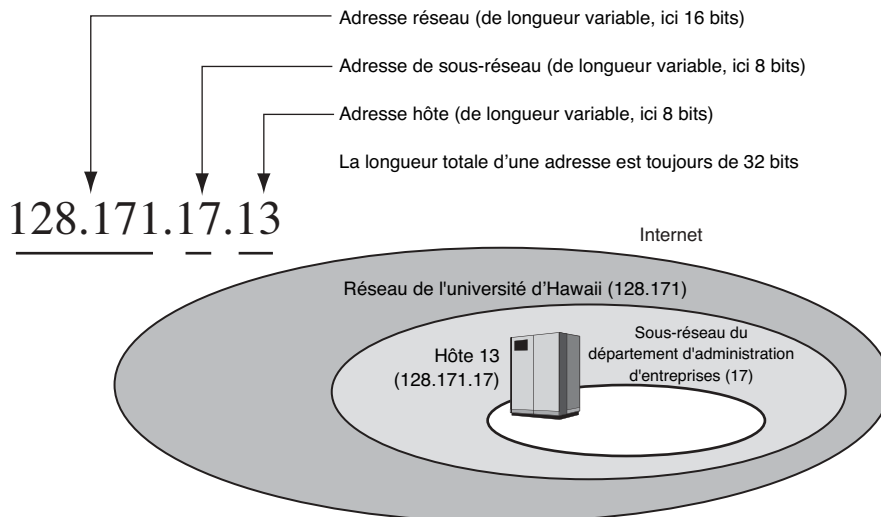 Adresse réseau (de longueur variable, ici 16 bits)
Adresse de sous-réseau (de longueur variable, ici 8 bits)
Adresse hôte (de longueur variable, ici 8 bits)
La longueur totale d’une adresse est toujours de 32 bits
128.171.17.13
Internet
Réseau de l'université d’Hawaii (128.171)
Hôte 13
(128.171.17)
Sous-réseau du
département d'administration
d'entreprises (17)